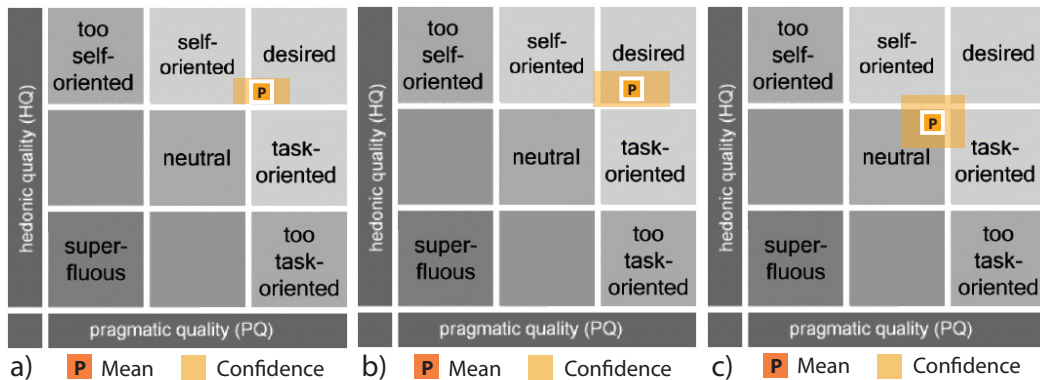 too
self-
oriented
self-
oriented
desired
P
neutral
task-
oriented
super-
fluous
too
task-
oriented
hedonic quality (HQ)
pragmatic quality (PQ)
a)
P Mean
Confidence
too
self-
oriented
self-
oriented
desired
P
neutral
task-
oriented
super-
fluous
too
task-
oriented
hedonic quality (HQ)
pragmatic quality (PQ)
b)
P Mean
Confidence
too
self-
oriented
self-
oriented
desired
P
neutral
task-
oriented
super-
fluous
too
task-
oriented
hedonic quality (HQ)
pragmatic quality (PQ)
c)
P Mean
Confidence